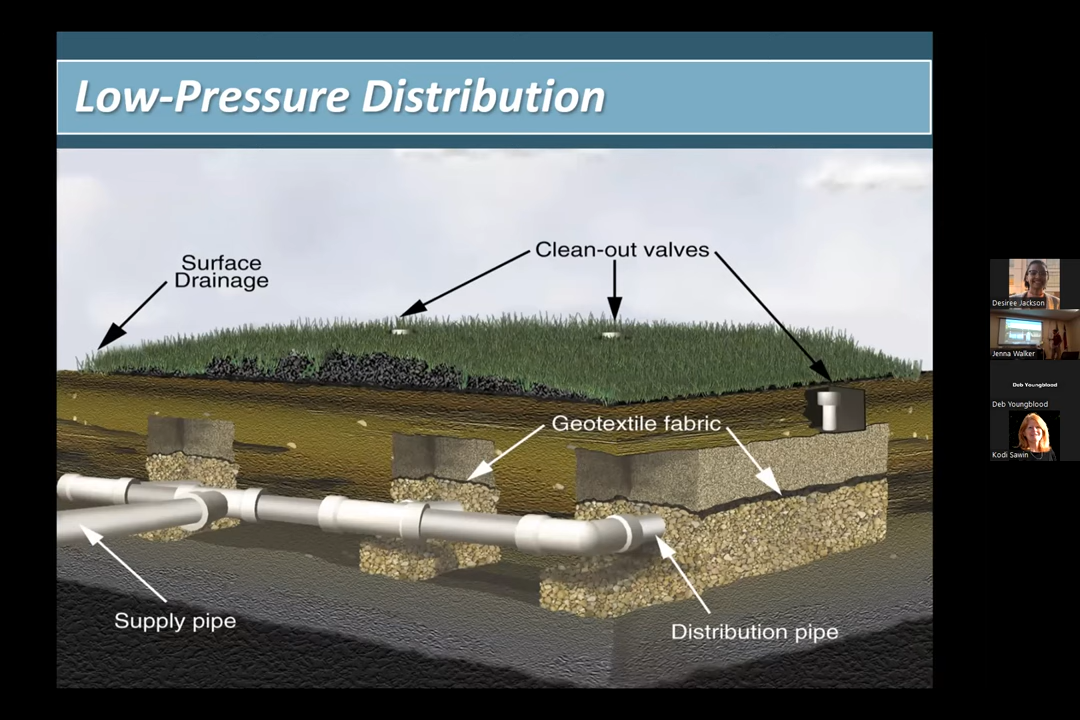 Low-Pressure Distribution
Clean-out valves
Surface
Drainage
Geotextile fabric
Supply pipe
Distribution pipe
Desiree Jackson
Jenna Walker
Deb Youngblood
Deb Youngblood
Kodi Sawin